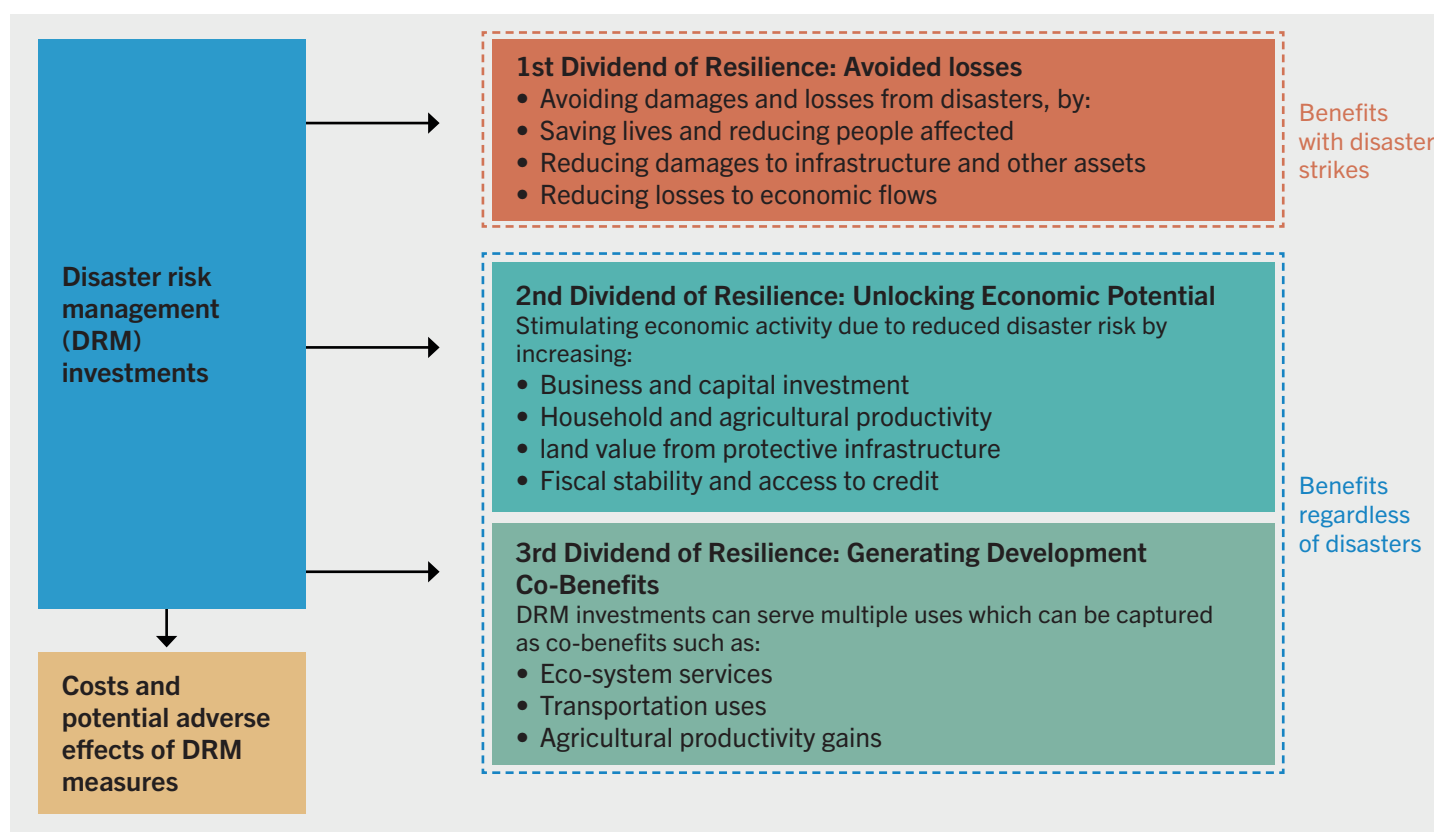 Disaster risk
management
(DRM)
investments
Costs and
potential adverse
effects of DRM
measures
1st Dividend of Resilience: Avoided losses
• Avoiding damages and losses from disasters, by:
• Saving lives and reducing people affected
• Reducing damages to infrastructure and other assets
• Reducing losses to economic flows
Benefits
with disaster
strikes
2nd Dividend of Resilience: Unlocking Economic Potential
Stimulating economic activity due to reduced disaster risk by
increasing:
• Business and capital investment
• Household and agricultural productivity
• land value from protective infrastructure
• Fiscal stability and access to credit
3rd Dividend of Resilience: Generating Development
Co-Benefits
DRM investments can serve multiple uses which can be captured
as co-benefits such as:
• Eco-system services
• Transportation uses
• Agricultural productivity gains
Benefits
regardless
of disasters